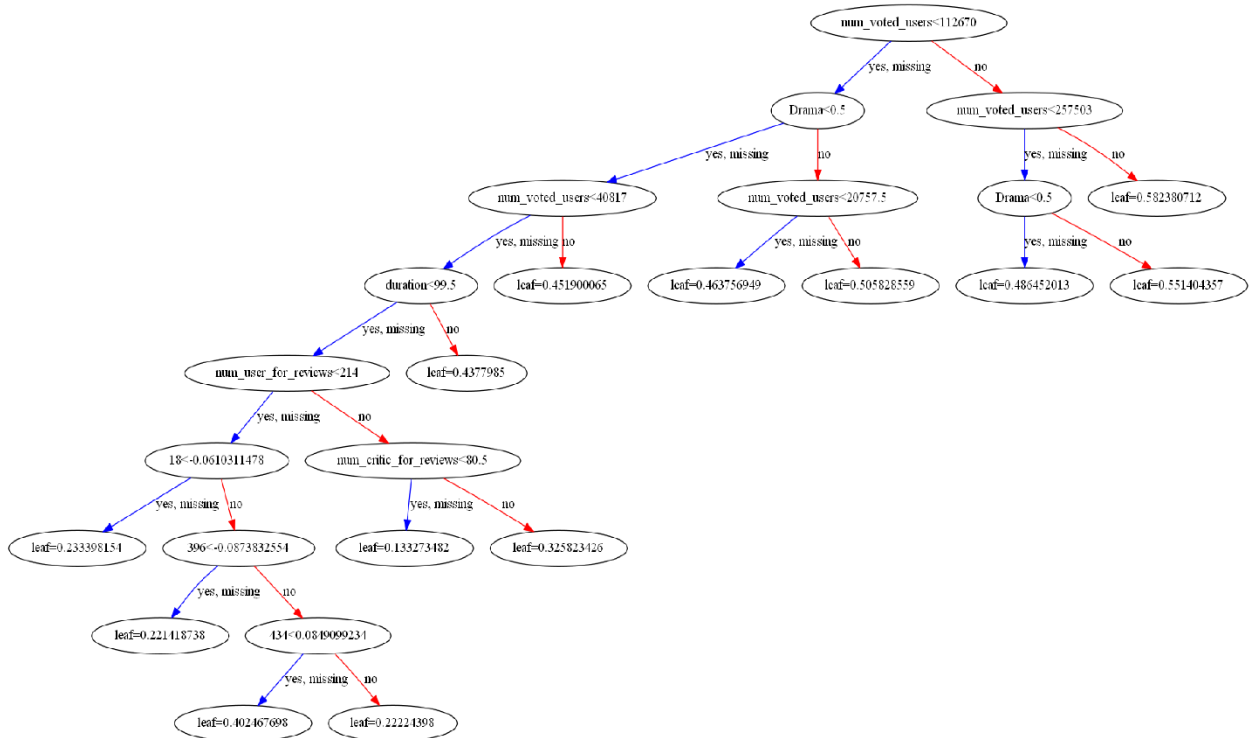 num_voted_users<112670
yes, missing
no
Drama<0.5
num_voted_users<257503
yes, missing
no
yes, missing
no
num_voted_users<40817
num_voted_users<20757.5
Drama<0.5
leaf=0.582380712
yes, missing
no
yes, missing
no
yes, missing
no
duration<99.5
leaf=0.451900065
leaf=0.463756949
leaf=0.505828559
leaf=0.486452013
leaf=0.551404357
yes, missing
no
num_user_for_reviews<214
leaf=0.4377985
yes, missing
no
18<-0.0610311478
num_critic_for_reviews<80.5
yes, missing
no
yes, missing
no
leaf=0.233398154
396<-0.0873832554
leaf=0.133273482
leaf=0.325823426
yes, missing
no
leaf=0.221418738
434<0.0849099234
yes, missing
no
leaf=0.402467698
leaf=0.22224398